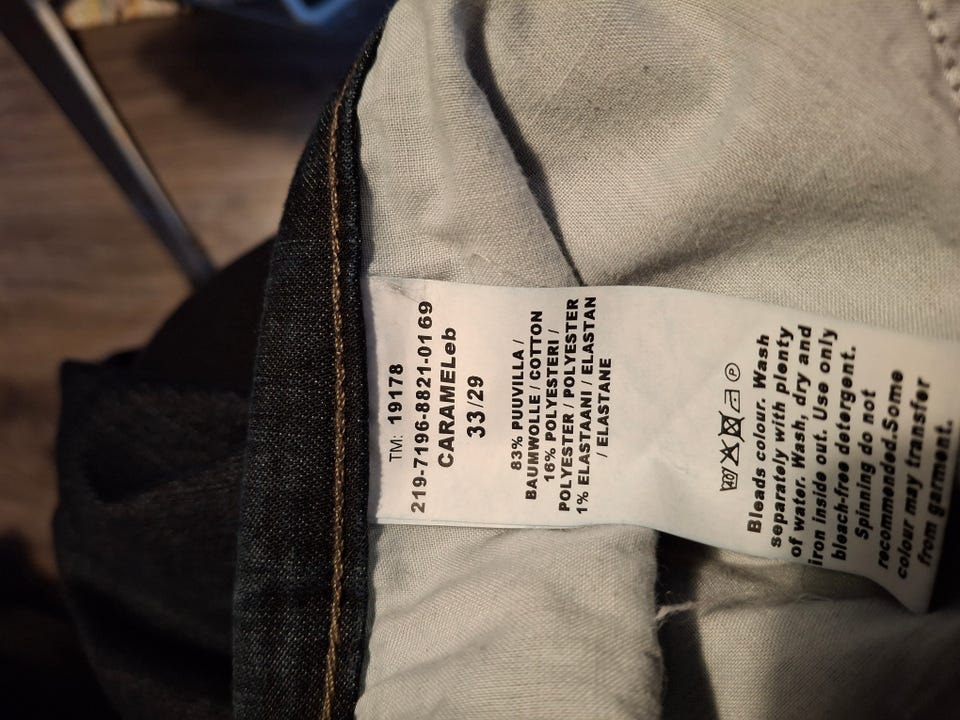 TM: 19178
219-7196-8821-0169
CARAMELeb
33/29
83% PUUVILLA /
BAUMWOLLE / COTTON
16% POLYESTERI /
POLYESTER / POLYESTER
1% ELASTAANI / ELASTAN
/ ELASTANE
40 P
Bleads colour. Wash
separately with plenty
of water. Wash, dry and
iron inside out. Use only
bleach-free detergent.
Spinning do not
recommended.Some
colour may transfer
from garment.